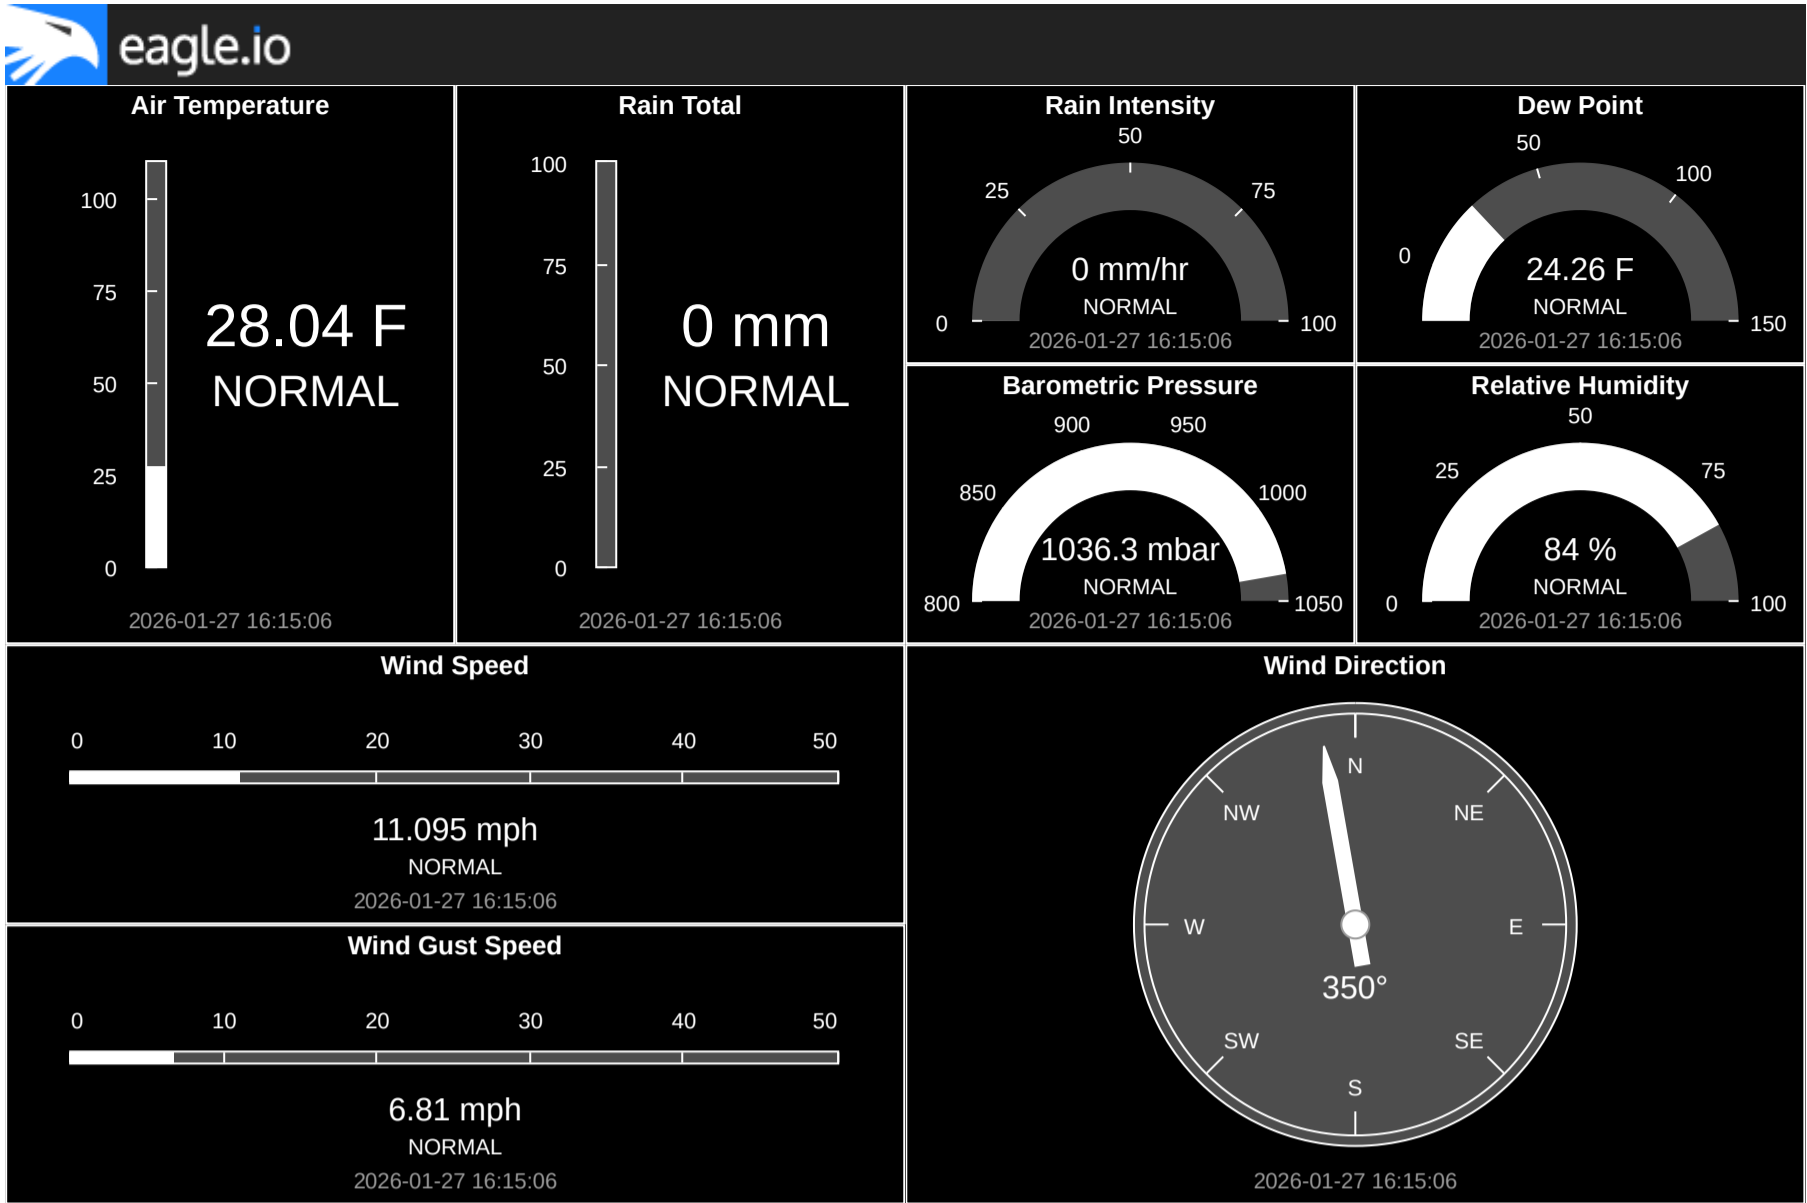 eagle.io
Air Temperature
100
75
50
25
0
28.04 F
NORMAL
2026-01-27 16:15:06
Rain Total
100
75
50
25
0
0 mm
NORMAL
2026-01-27 16:15:06
Rain Intensity
0
25
50
75
100
0 mm/hr
NORMAL
2026-01-27 16:15:06
Dew Point
0
50
100
150
24.26 F
NORMAL
2026-01-27 16:15:06
Barometric Pressure
800
850
900
950
1000
1050
1036.3 mbar
NORMAL
2026-01-27 16:15:06
Relative Humidity
0
25
50
75
100
84 %
NORMAL
2026-01-27 16:15:06
Wind Speed
0 10 20 30 40 50
11.095 mph
NORMAL
2026-01-27 16:15:06
Wind Gust Speed
0 10 20 30 40 50
6.81 mph
NORMAL
2026-01-27 16:15:06
Wind Direction
N
NW NE
W E
350°
SW SE
S
2026-01-27 16:15:06